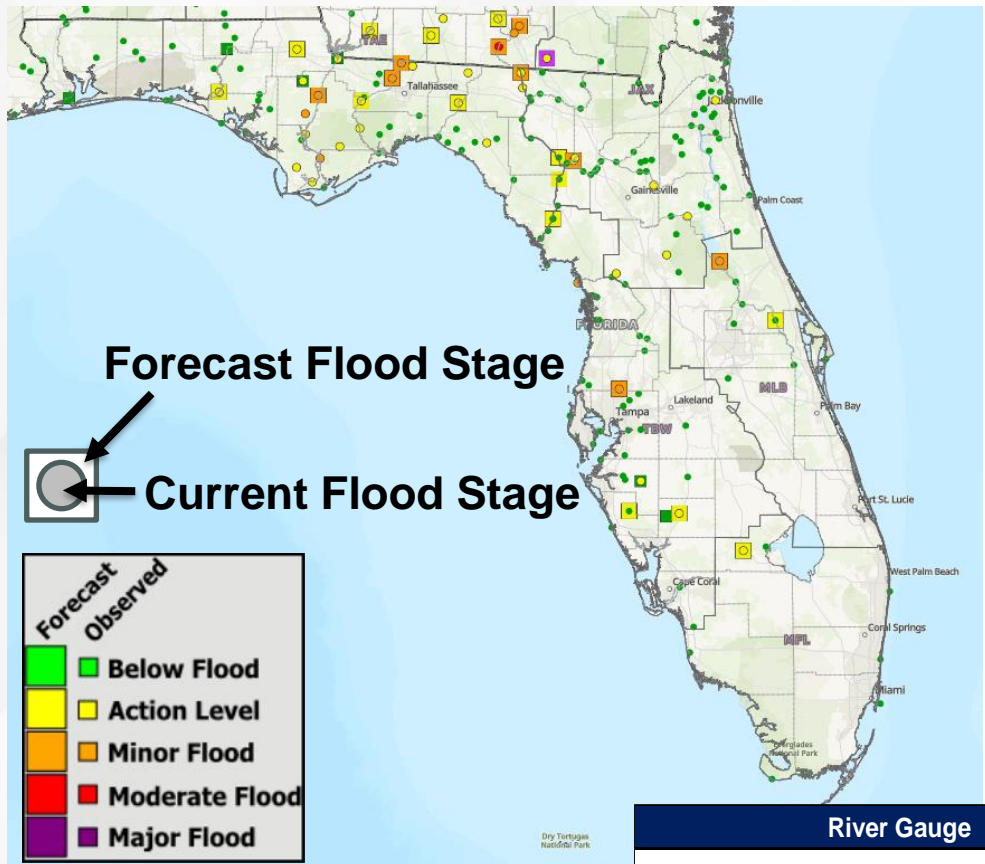 TAE
Tallahassee
JAX
Jacksonville
Gainesville
Palm Coast
FLORIDA
Forecast Flood Stage
MLB
Lakeland
Palm Bay
Tampa
TBW
Current Flood Stage
Port St. Lucie
Forecast
Observed
Below Flood
Action Level
Minor Flood
Moderate Flood
Major Flood
West Palm Beach
Cape Coral
Coral Springs
MFL
Miami
Everglades
National Park
Dry Tortugas
National Park
River Gauge